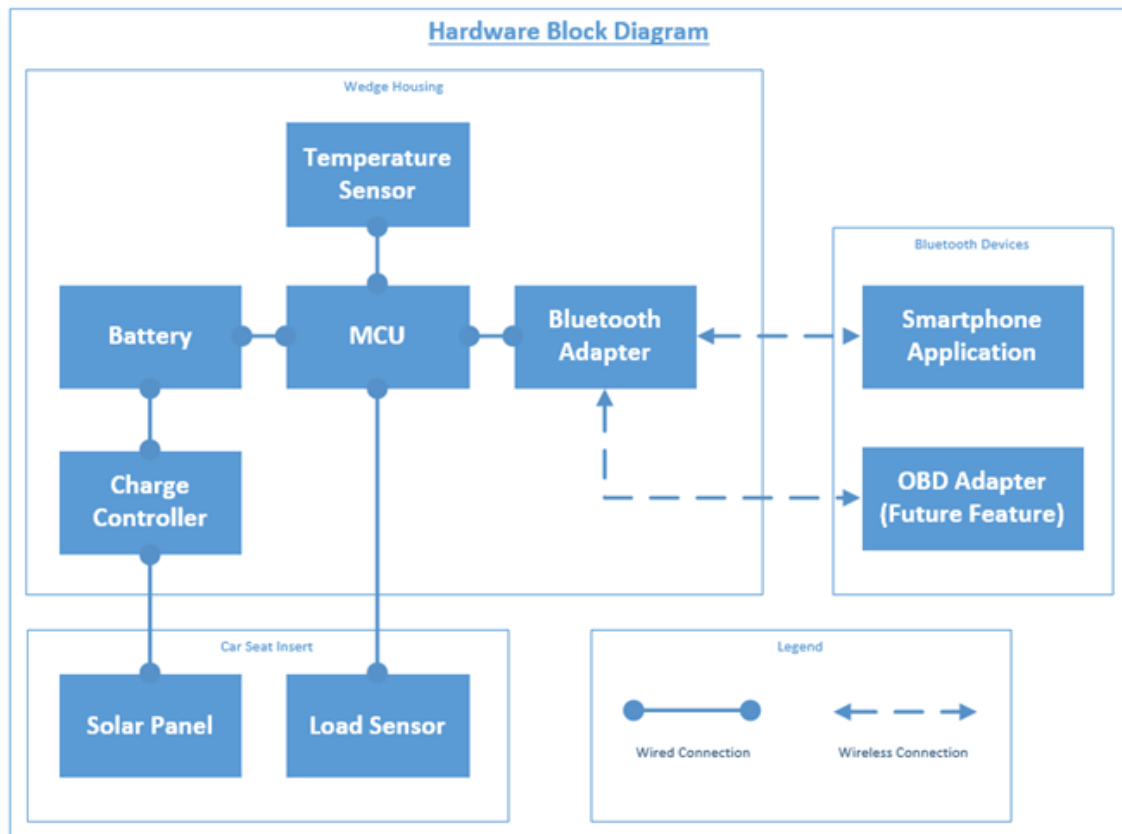 Hardware Block Diagram
Wedge Housing
Temperature
Sensor
Battery
MCU
Bluetooth
Adapter
Charge
Controller
Bluetooth Devices
Smartphone
Application
OBD Adapter
(Future Feature)
Car Seat Insert
Solar Panel
Load Sensor
Legend
Wired Connection
Wireless Connection